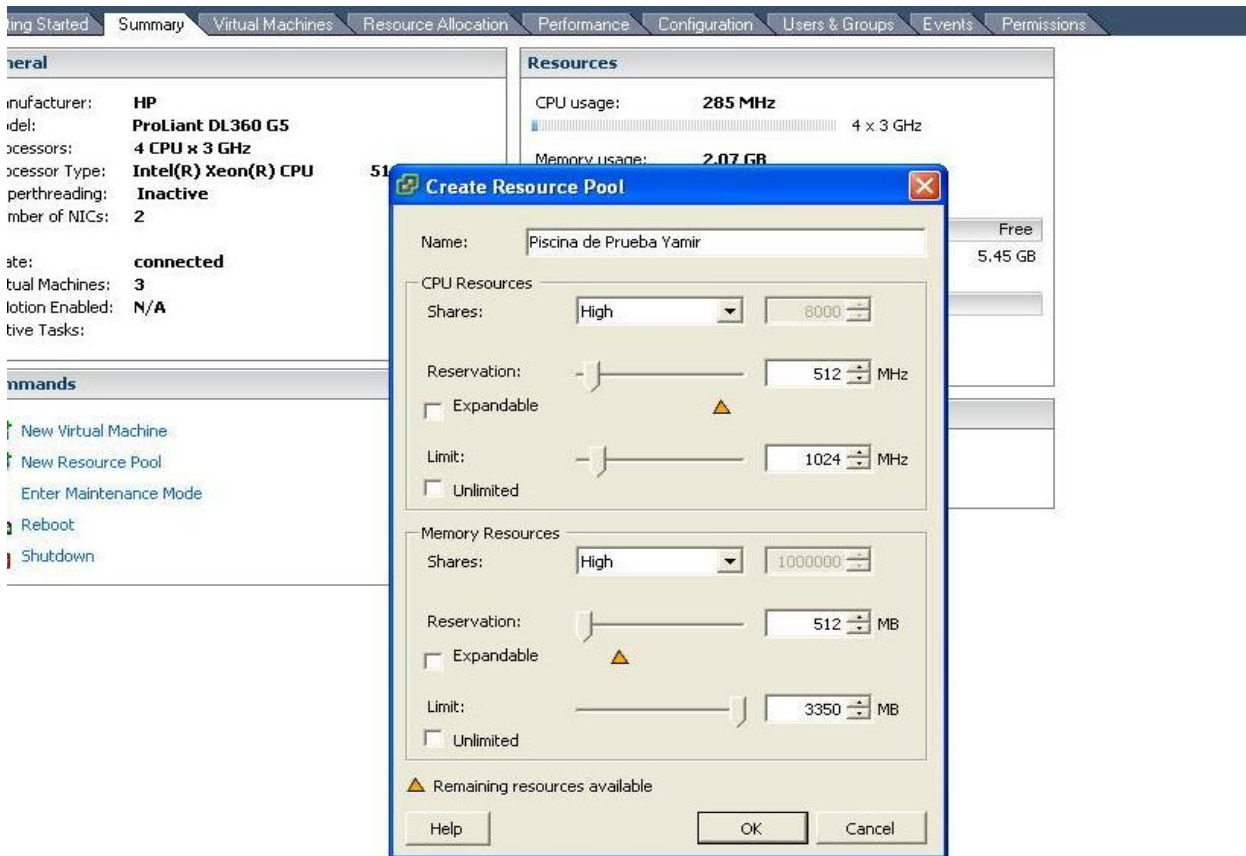 ting Started Summary Virtual Machines Resource Allocation Performance Configuration Users & Groups Events Permissions
neral
anufacturer: HP
odel: ProLiant DL360 G5
ocessors: 4 CPU x 3 GHz
ocessor Type: Intel(R) Xeon(R) CPU 51
perthreading: Inactive
mber of NICs: 2
ate: connected
tual Machines: 3
otion Enabled: N/A
tive Tasks:
mmands
New Virtual Machine
New Resource Pool
Enter Maintenance Mode
Reboot
Shutdown
Resources
CPU usage: 285 MHz
4 x 3 GHz
Memory usage: 2.07 GB
Free
5.45 GB
Create Resource Pool
Name: Piscina de Prueba Yamir
CPU Resources
Shares: High 8000
Reservation: 512 MHz
Expandable
Limit: 1024 MHz
Unlimited
Memory Resources
Shares: High 1000000
Reservation: 512 MB
Expandable
Limit: 3350 MB
Unlimited
Remaining resources available
Help OK Cancel